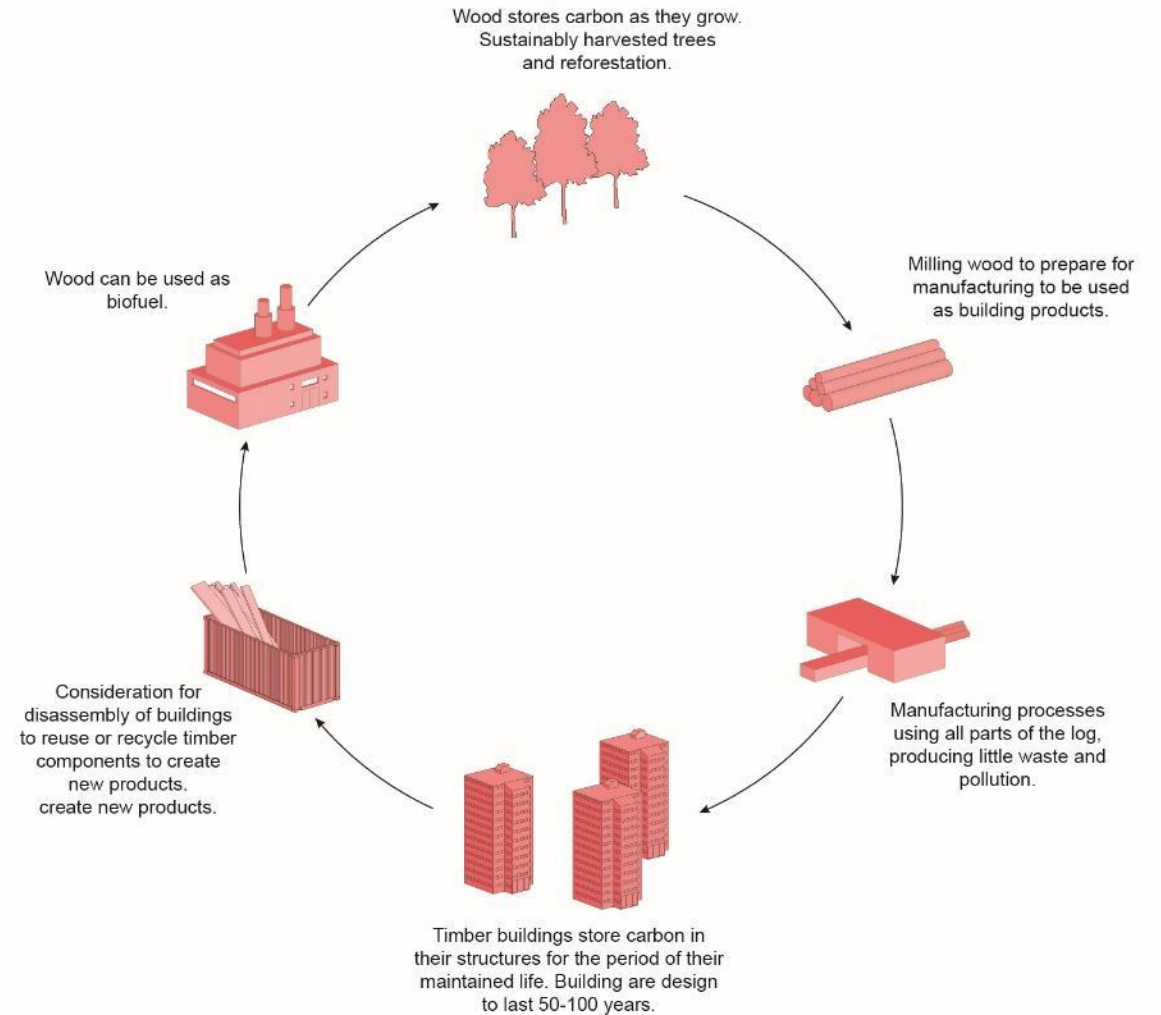 Wood stores carbon as they grow.
Sustainably harvested trees
and reforestation.
Milling wood to prepare for
manufacturing to be used
as building products.
Manufacturing processes
using all parts of the log,
producing little waste and
pollution.
Timber buildings store carbon in
their structures for the period of their
maintained life. Building are design
to last 50-100 years.
Consideration for
disassembly of buildings
to reuse or recycle timber
components to create
new products.
create new products.
Wood can be used as
biofuel.